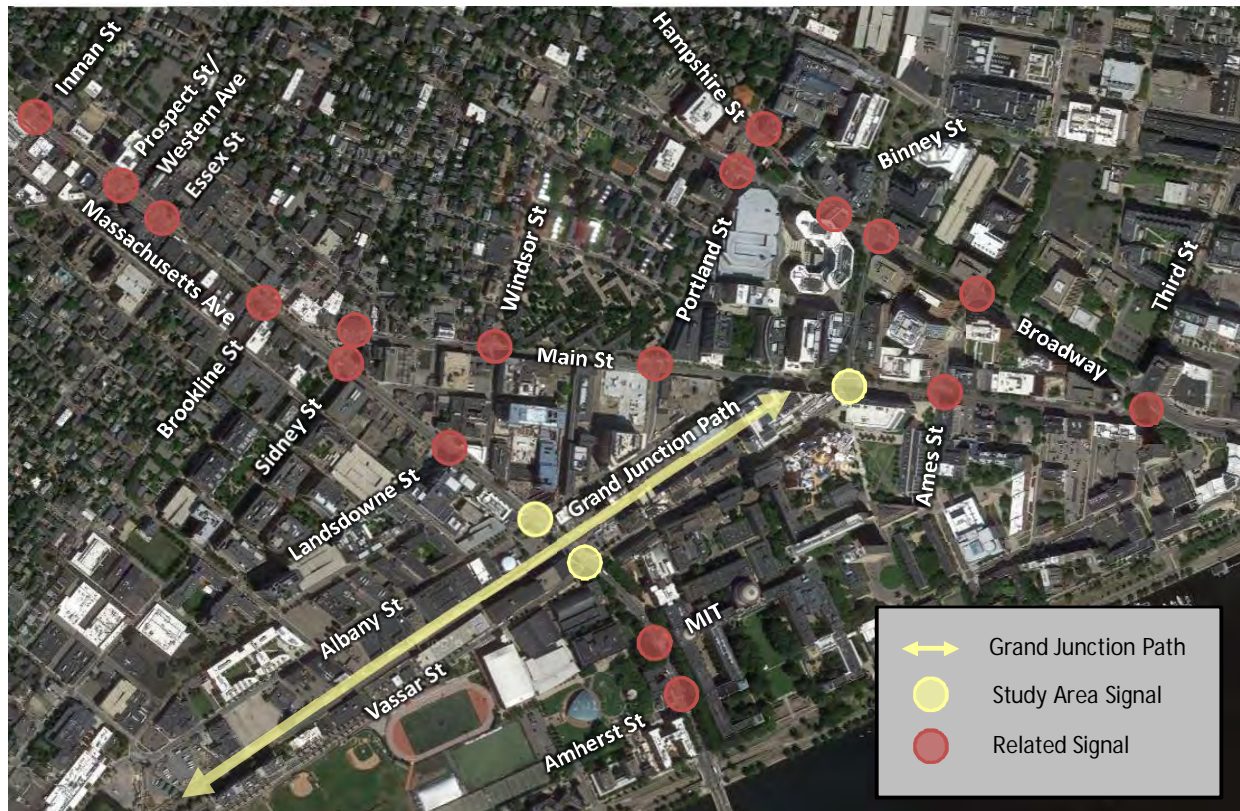 Inman St
Prospect St/
Western Ave
Essex St
Massachusetts Ave
Hampshire St
Binney St
Windsor St
Portland St
Third St
Brookline St
Main St
Broadway
Sidney St
Grand Junction Path
Ames St
Landsdowne St
Albany St
MIT
Vassar St
Amherst St
Grand Junction Path
Study Area Signal
Related Signal